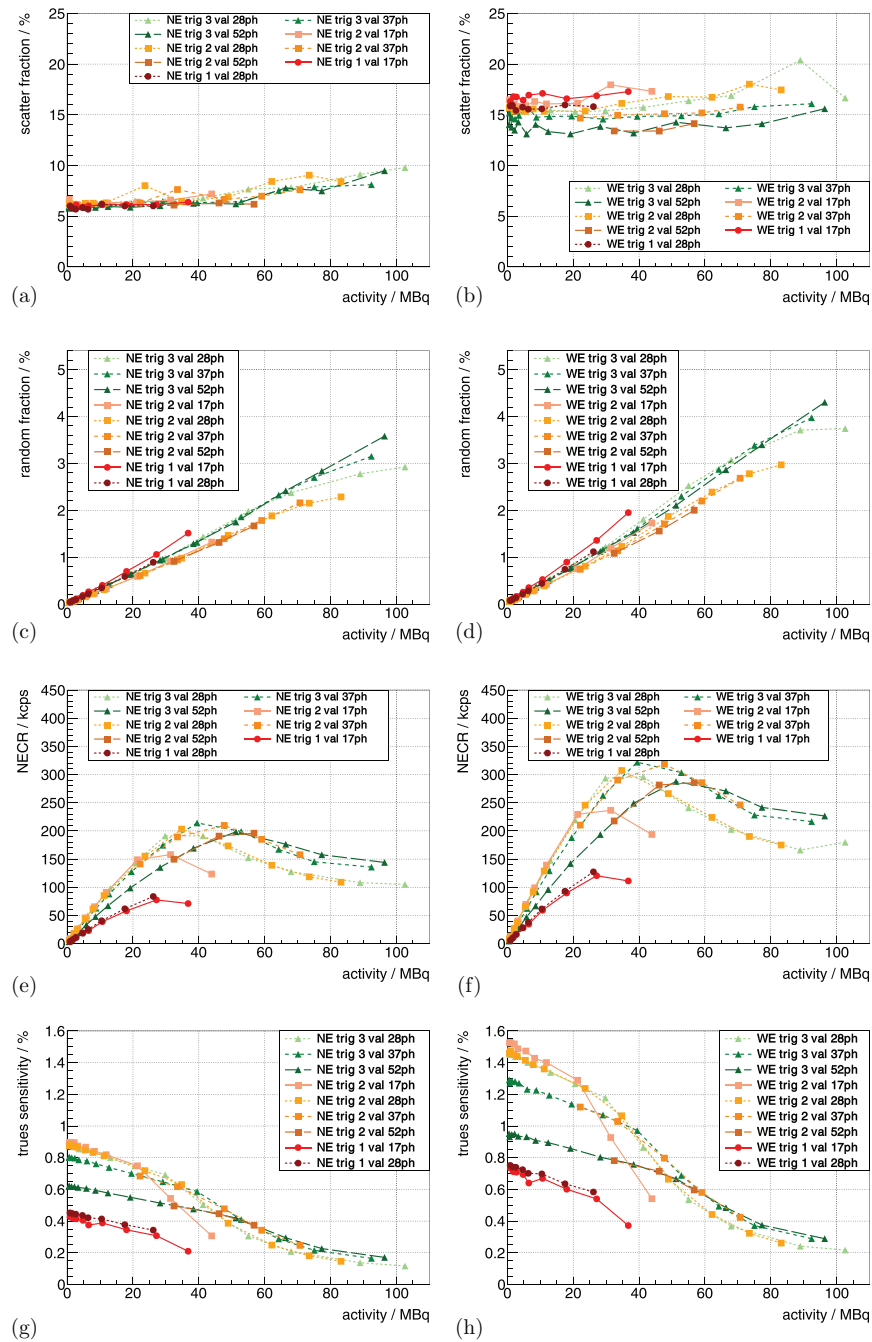 25
20
15
10
5
0
scatter fraction / %
NE trig 3 val 28ph
NE trig 3 val 37ph
NE trig 3 val 52ph
NE trig 2 val 17ph
NE trig 2 val 28ph
NE trig 2 val 37ph
NE trig 2 val 52ph
NE trig 1 val 17ph
NE trig 1 val 28ph
0 20 40 60 80 100
activity / MBq
(a)
25
20
15
10
5
0
scatter fraction / %
WE trig 3 val 28ph
WE trig 3 val 37ph
WE trig 3 val 52ph
WE trig 2 val 17ph
WE trig 2 val 28ph
WE trig 2 val 37ph
WE trig 2 val 52ph
WE trig 1 val 17ph
WE trig 1 val 28ph
0 20 40 60 80 100
activity / MBq
(b)
5
4
3
2
1
0
random fraction / %
NE trig 3 val 28ph
NE trig 3 val 37ph
NE trig 3 val 52ph
NE trig 2 val 17ph
NE trig 2 val 28ph
NE trig 2 val 37ph
NE trig 2 val 52ph
NE trig 1 val 17ph
NE trig 1 val 28ph
0 20 40 60 80 100
activity / MBq
(c)
5
4
3
2
1
0
random fraction / %
WE trig 3 val 28ph
WE trig 3 val 37ph
WE trig 3 val 52ph
WE trig 2 val 17ph
WE trig 2 val 28ph
WE trig 2 val 37ph
WE trig 2 val 52ph
WE trig 1 val 17ph
WE trig 1 val 28ph
0 20 40 60 80 100
activity / MBq
(d)
450
400
350
300
250
200
150
100
50
0
NECR / kcps
NE trig 3 val 28ph
NE trig 3 val 37ph
NE trig 3 val 52ph
NE trig 2 val 17ph
NE trig 2 val 28ph
NE trig 2 val 37ph
NE trig 2 val 52ph
NE trig 1 val 17ph
NE trig 1 val 28ph
0 20 40 60 80 100
activity / MBq
(e)
450
400
350
300
250
200
150
100
50
0
NECR / kcps
WE trig 3 val 28ph
WE trig 3 val 37ph
WE trig 3 val 52ph
WE trig 2 val 17ph
WE trig 2 val 28ph
WE trig 2 val 37ph
WE trig 2 val 52ph
WE trig 1 val 17ph
WE trig 1 val 28ph
0 20 40 60 80 100
activity / MBq
(f)
1.6
1.4
1.2
1
0.8
0.6
0.4
0.2
0
trues sensitivity / %
NE trig 3 val 28ph
NE trig 3 val 37ph
NE trig 3 val 52ph
NE trig 2 val 17ph
NE trig 2 val 28ph
NE trig 2 val 37ph
NE trig 2 val 52ph
NE trig 1 val 17ph
NE trig 1 val 28ph
0 20 40 60 80 100
activity / MBq
(g)
1.6
1.4
1.2
1
0.8
0.6
0.4
0.2
0
trues sensitivity / %
WE trig 3 val 28ph
WE trig 3 val 37ph
WE trig 3 val 52ph
WE trig 2 val 17ph
WE trig 2 val 28ph
WE trig 2 val 37ph
WE trig 2 val 52ph
WE trig 1 val 17ph
WE trig 1 val 28ph
0 20 40 60 80 100
activity / MBq
(h)